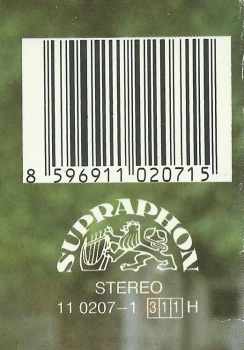 8 596911 020715
SUPRAPHON
STEREO
11 0207-1 311 H